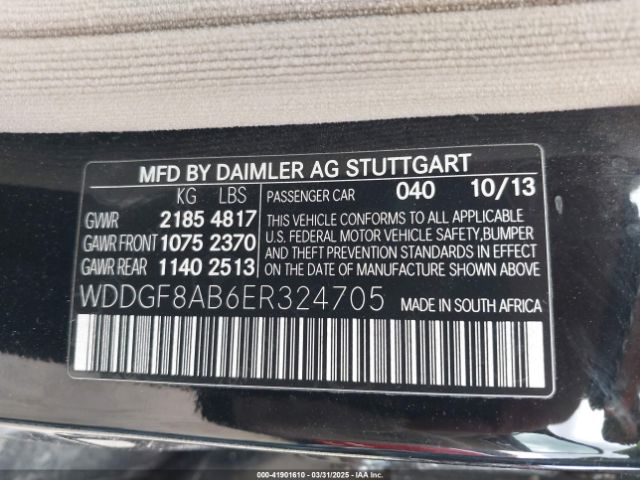 MFD BY DAIMLER AG STUTTGART
KG LBS
GVWR 2185 4817
GAWR FRONT 1075 2370
GAWR REAR 1140 2513
PASSENGER CAR 040 10/13
THIS VEHICLE CONFORMS TO ALL APPLICABLE
U.S. FEDERAL MOTOR VEHICLE SAFETY,BUMPER
AND THEFT PREVENTION STANDARDS IN EFFECT
ON THE DATE OF MANUFACTURE SHOWN ABOVE.
WDDGF8AB6ER324705 MADE IN SOUTH AFRICA
000-41901610 - 03/31/2025 - IAAI.COM